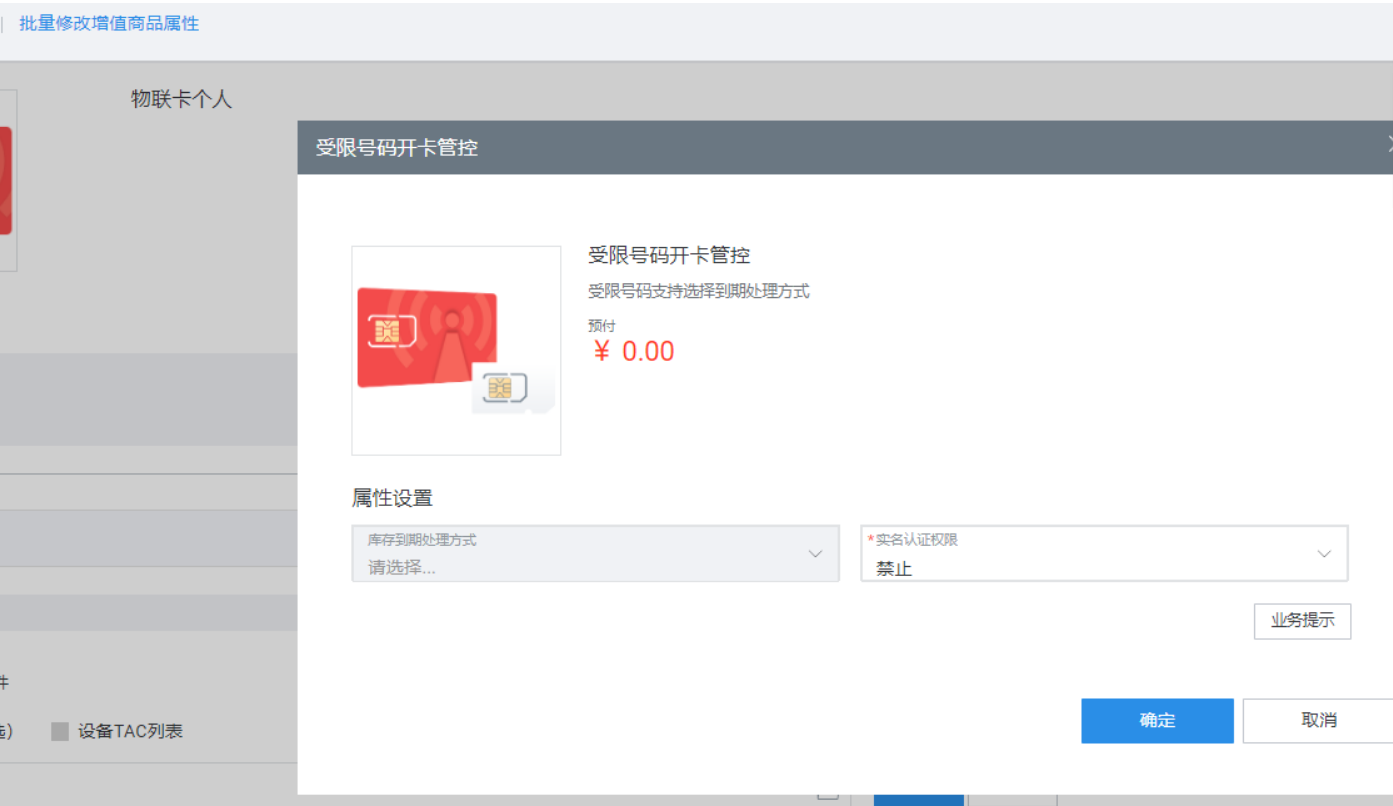 批量修改增值商品属性
物联卡个人
受限号码开卡管控
受限号码开卡管控
受限号码支持选择到期处理方式
预付
¥ 0.00
属性设置
库存到期处理方式
请选择...
*实名认证权限
禁止
业务提示
件
设备TAC列表
确定
取消